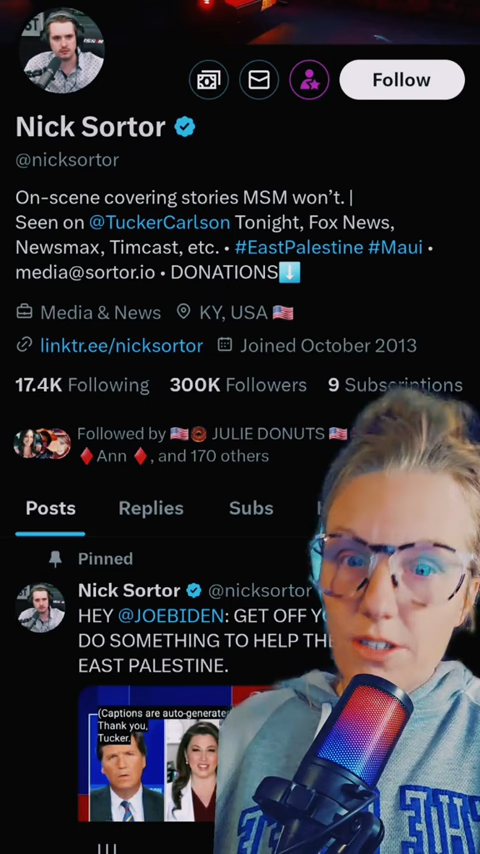 Follow
Nick Sortor
@nicksortor
On-scene covering stories MSM won't. |
Seen on @TuckerCarlson Tonight, Fox News,
Newsmax, Timcast, etc. • #EastPalestine #Maui •
media@sortor.io • DONATIONS⬇️
Media & News KY, USA 🇺🇸
linktr.ee/nicksortor Joined October 2013
17.4K Following 300K Followers 9 Subscriptions
Followed by 🇺🇸🍩 JULIE DONUTS 🇺🇸
♦️Ann ♦️, and 170 others
Posts Replies Subs
Pinned
Nick Sortor @nicksortor
HEY @JOEBIDEN: GET OFF
DO SOMETHING TO HELP
EAST PALESTINE.
(Captions are auto-generated
Thank you,
Tucker.